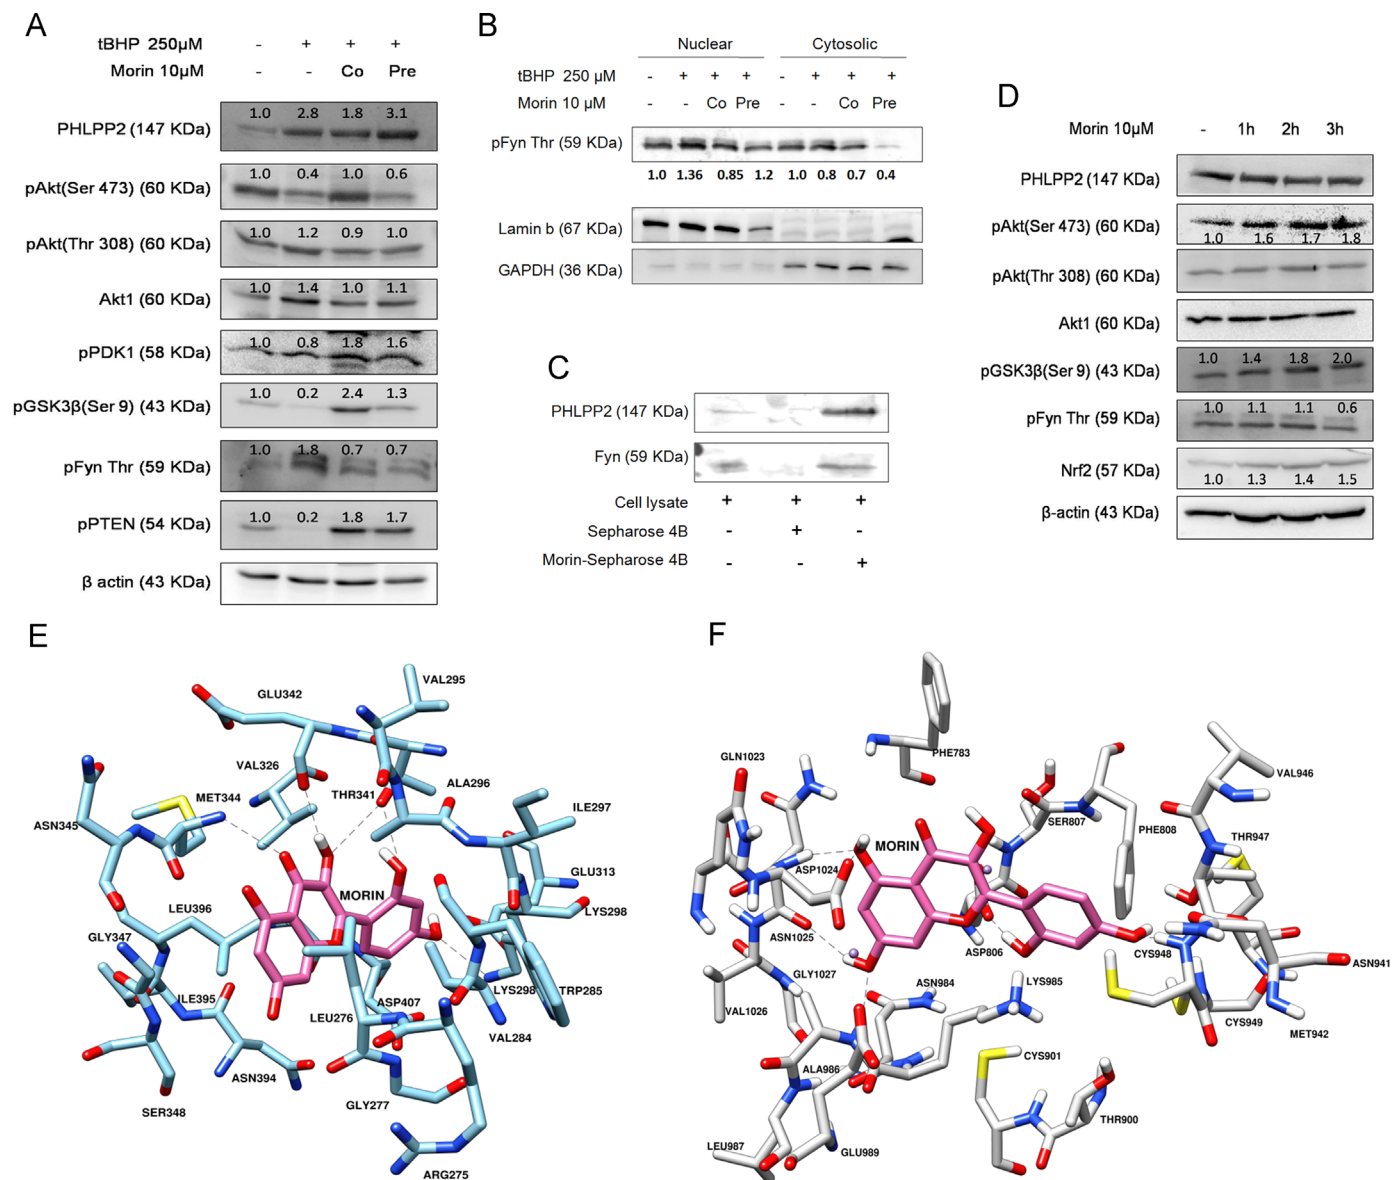 A
tBHP 250µM - + + +
Morin 10µM - - Co Pre
PHLPP2 (147 KDa) 1.0 2.8 1.8 3.1
pAkt(Ser 473) (60 KDa) 1.0 0.4 1.0 0.6
pAkt(Thr 308) (60 KDa) 1.0 1.2 0.9 1.0
Akt1 (60 KDa) 1.0 1.4 1.0 1.1
pPDK1 (58 KDa) 1.0 0.8 1.8 1.6
pGSK3β(Ser 9) (43 KDa) 1.0 0.2 2.4 1.3
pFyn Thr (59 KDa) 1.0 1.8 0.7 0.7
pPTEN (54 KDa) 1.0 0.2 1.8 1.7
β actin (43 KDa)
B
Nuclear Cytosolic
tBHP 250 µM - + + + - + + +
Morin 10 µM - - Co Pre - - Co Pre
pFyn Thr (59 KDa)
1.0 1.36 0.85 1.2 1.0 0.8 0.7 0.4
Lamin b (67 KDa)
GAPDH (36 KDa)
C
PHLPP2 (147 KDa)
Fyn (59 KDa)
Cell lysate + + +
Sepharose 4B - + -
Morin-Sepharose 4B - - +
D
Morin 10µM - 1h 2h 3h
PHLPP2 (147 KDa)
pAkt(Ser 473) (60 KDa) 1.0 1.6 1.7 1.8
pAkt(Thr 308) (60 KDa)
Akt1 (60 KDa)
pGSK3β(Ser 9) (43 KDa) 1.0 1.4 1.8 2.0
pFyn Thr (59 KDa) 1.0 1.1 1.1 0.6
Nrf2 (57 KDa) 1.0 1.3 1.4 1.5
β-actin (43 KDa)
E
VAL295
GLU342
VAL326
ALA296
MET344
THR341
ILE297
ASN345
GLU313
MORIN
LYS298
LEU396
GLY347
TRP285
LYS298
ILE395
ASP407
LEU276
VAL284
ASN394
GLY277
SER348
ARG275
F
PHE783
GLN1023
VAL946
SER807
PHE808
THR947
MORIN
ASP1024
ASN1025
ASP806
CYS948
ASN941
GLY1027
ASN984
LYS985
VAL1026
CYS949
MET942
CYS901
ALA986
THR900
LEU987
GLU989